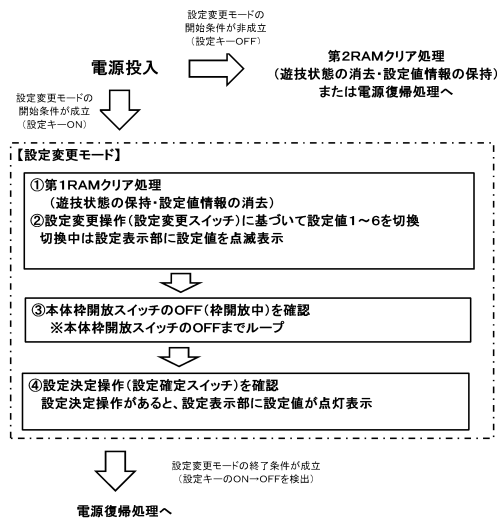 設定変更モードの
開始条件が非成立
(設定キーOFF)
電源投入
第2RAMクリア処理
(遊技状態の消去・設定値情報の保持)
または電源復帰処理へ
設定変更モードの
開始条件が成立
(設定キーON)
【設定変更モード】
①第1RAMクリア処理
(遊技状態の保持・設定値情報の消去)
②設定変更操作(設定変更スイッチ)に基づいて設定値1~6を切換
切換中は設定表示部に設定値を点滅表示
③本体枠開放スイッチのOFF(枠開放中)を確認
※本体枠開放スイッチのOFFまでループ
④設定決定操作(設定確定スイッチ)を確認
設定決定操作があると、設定表示部に設定値が点灯表示
設定変更モードの終了条件が成立
(設定キーのON→OFFを検出)
電源復帰処理へ